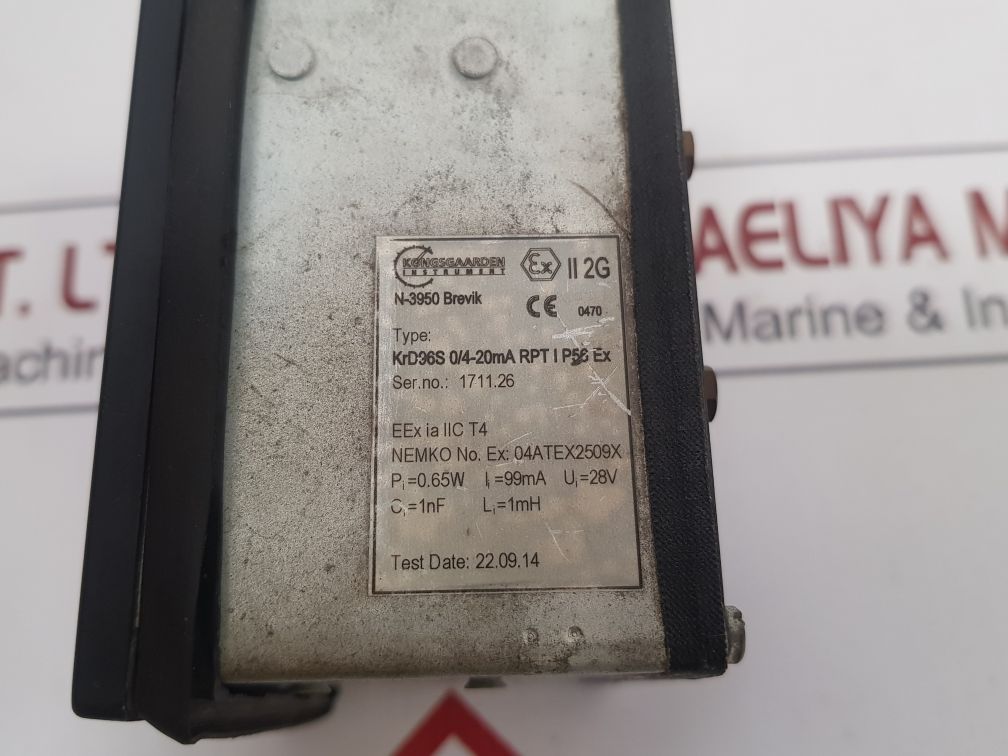 KONGSGAARDEN
INSTRUMENT
Ex II 2G
N-3950 Brevik
CE 0470
Type:
KrD96S 0/4-20mA RPT I P56 Ex
Ser.no.: 1711.26
EEx ia IIC T4
NEMKO No. Ex: 04ATEX2509X
Pi=0.65W Ii=99mA Ui=28V
Ci=1nF Li=1mH
Test Date: 22.09.14
T. LT
achin
AELIYA M
Marine & In